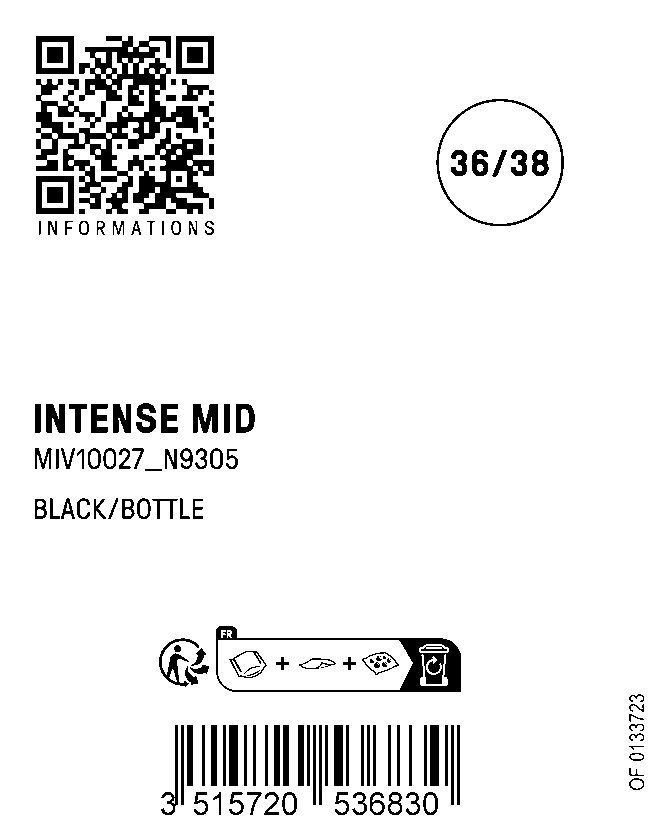 INFORMATIONS
36/38
INTENSE MID
MIV10027_N9305
BLACK/BOTTLE
FR
+ +
3 515720 536830
OF 0133723